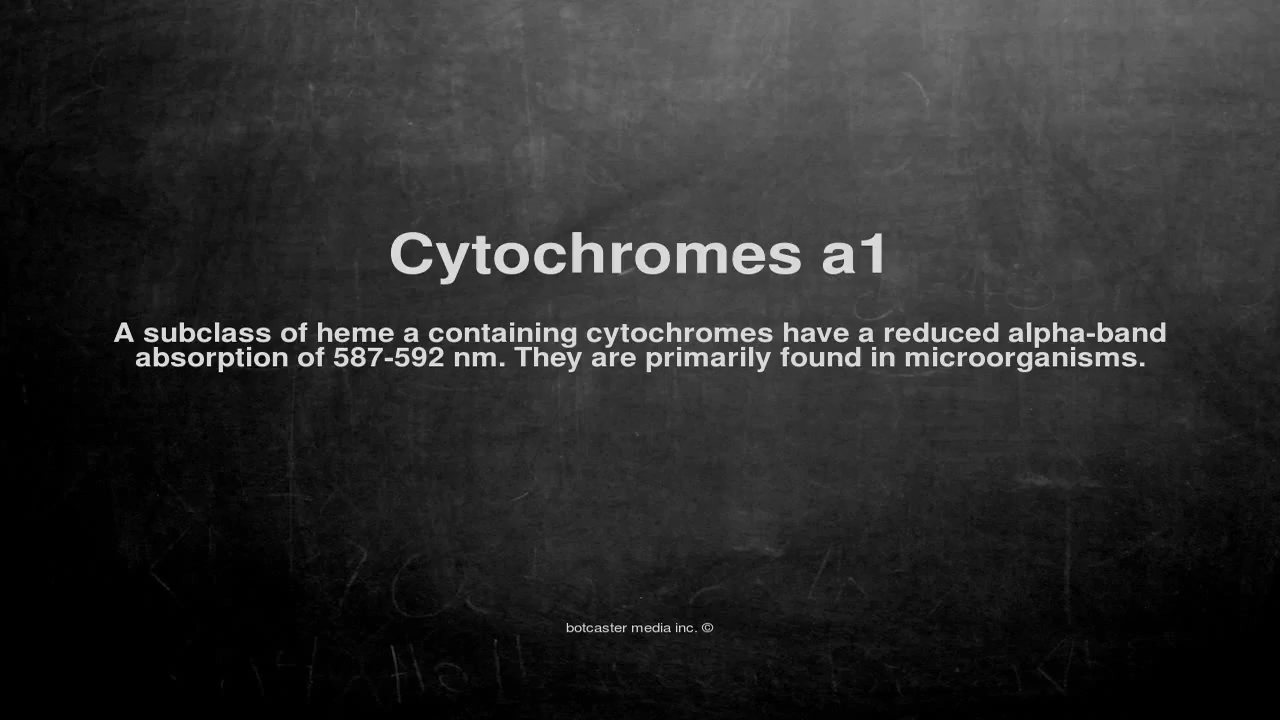 Cytochromes a1
A subclass of heme a containing cytochromes have a reduced alpha-band
absorption of 587-592 nm. They are primarily found in microorganisms.
botcaster media inc. ©